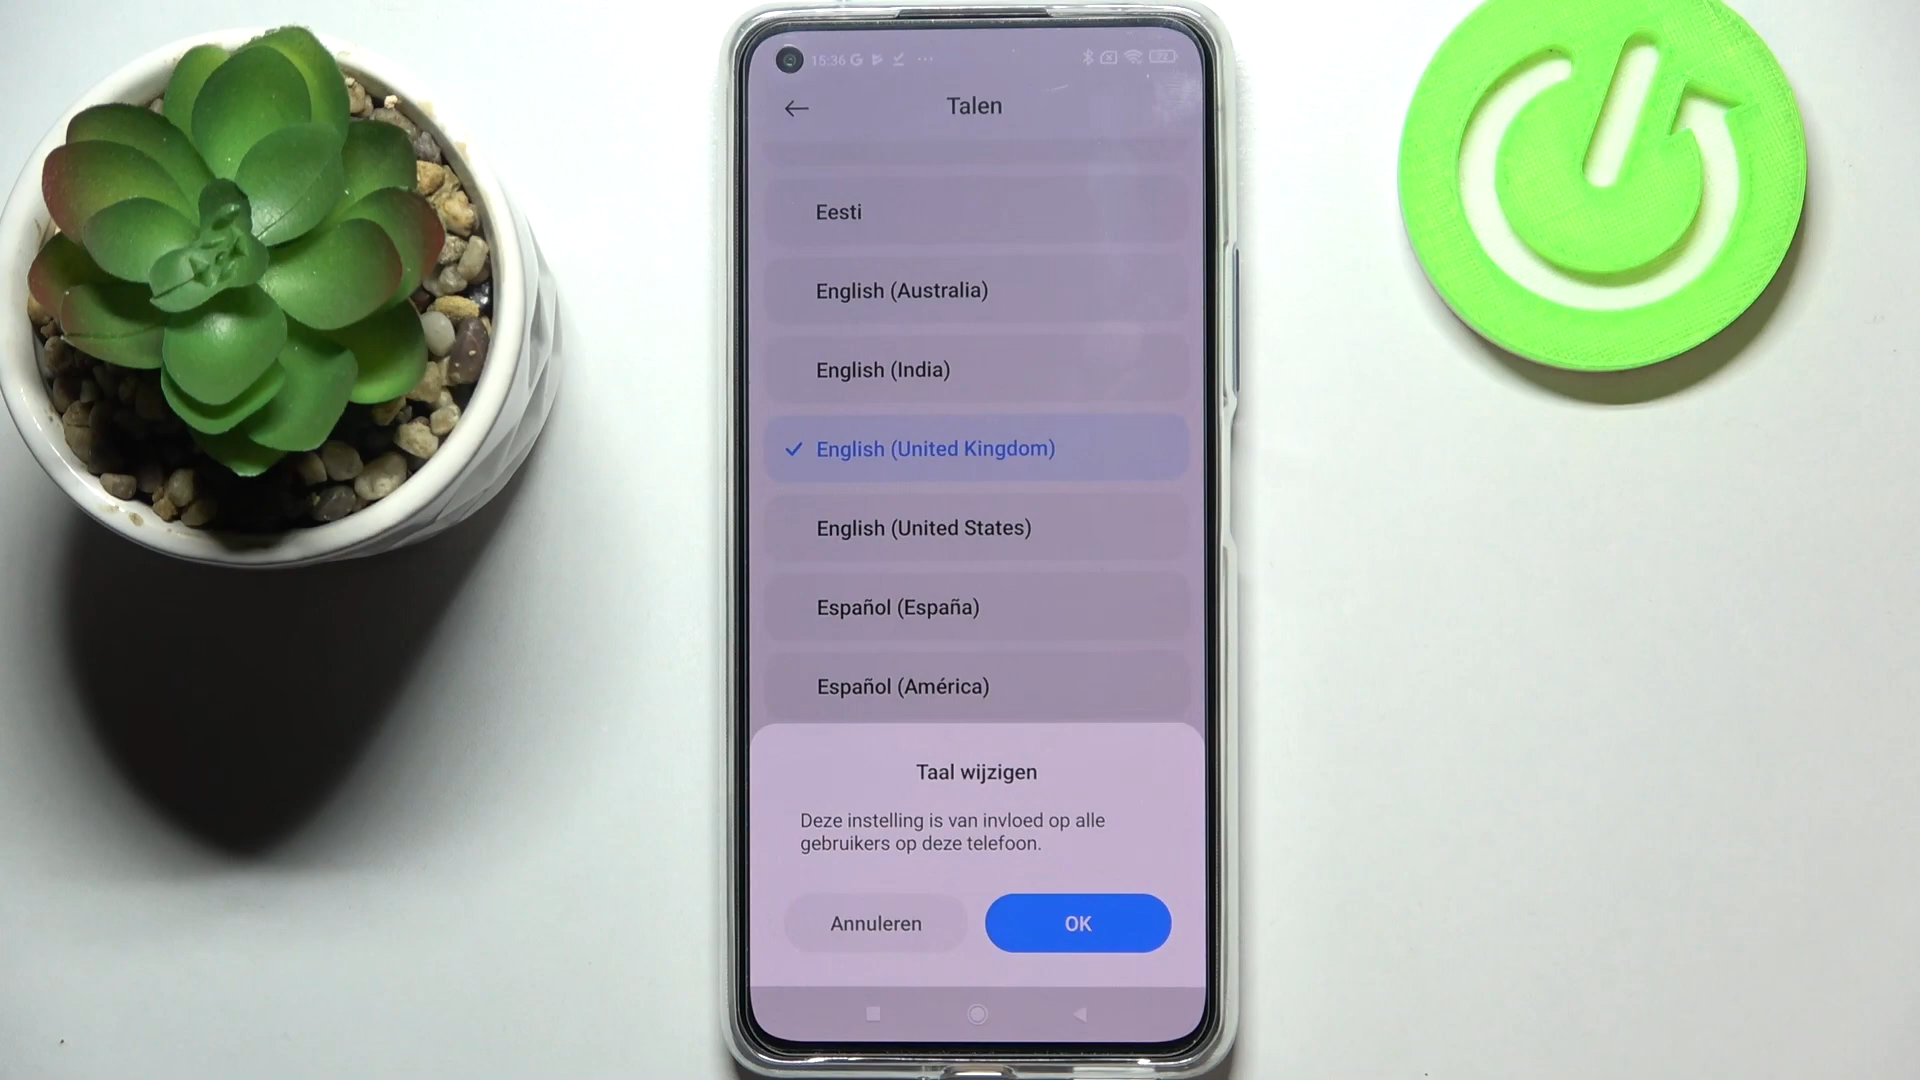 15:36
Talen
Eesti
English (Australia)
English (India)
English (United Kingdom)
English (United States)
Español (España)
Español (América)
Taal wijzigen
Deze instelling is van invloed op alle
gebruikers op deze telefoon.
Annuleren
OK